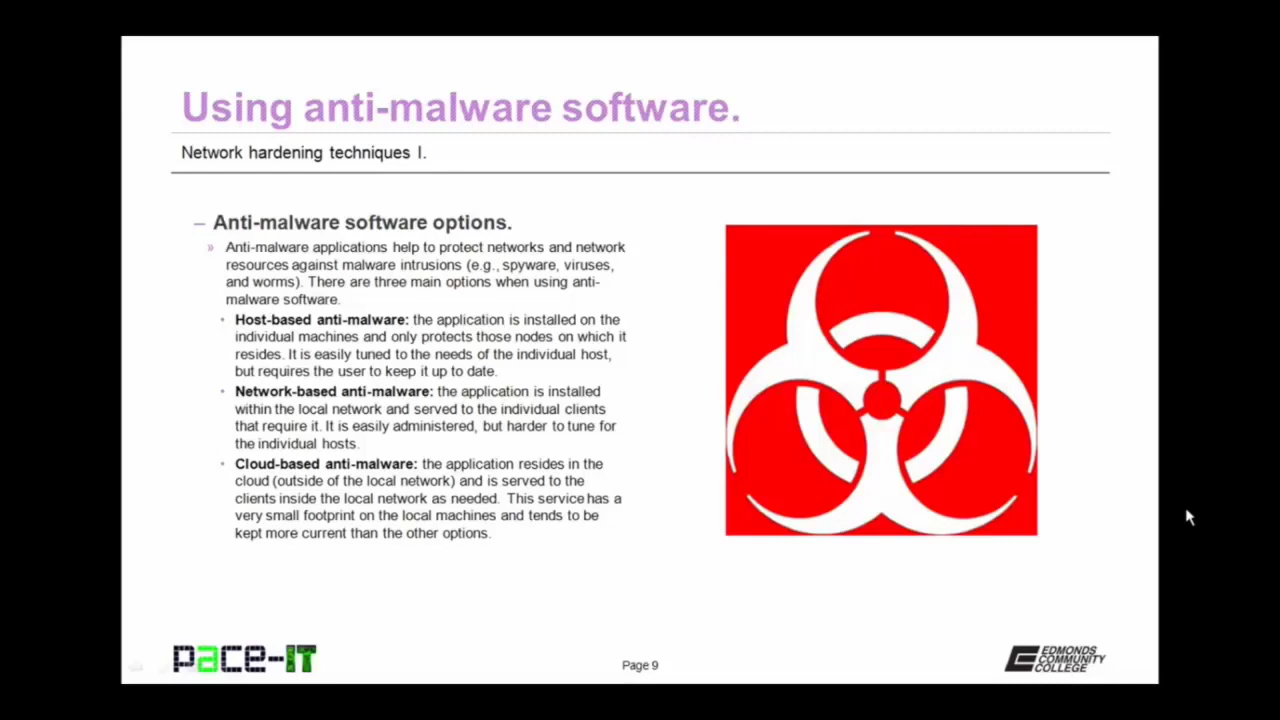 Using anti-malware software.
Network hardening techniques I.
– Anti-malware software options.
» Anti-malware applications help to protect networks and network
resources against malware intrusions (e.g., spyware, viruses,
and worms). There are three main options when using anti-
malware software.
• Host-based anti-malware: the application is installed on the
individual machines and only protects those nodes on which it
resides. It is easily tuned to the needs of the individual host,
but requires the user to keep it up to date.
• Network-based anti-malware: the application is installed
within the local network and served to the individual clients
that require it. It is easily administered, but harder to tune for
the individual hosts.
• Cloud-based anti-malware: the application resides in the
cloud (outside of the local network) and is served to the
clients inside the local network as needed. This service has a
very small footprint on the local machines and tends to be
kept more current than the other options.
pace-IT
Page 9
EDMONDS
COMMUNITY
COLLEGE